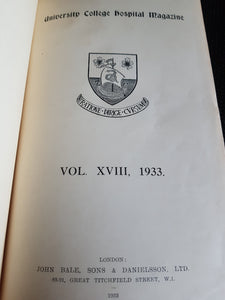 University College Hospital Magazine
VOL. XVIII, 1933.
LONDON:
JOHN BALE, SONS & DANIELSSON, LTD.
83-91, GREAT TITCHFIELD STREET, W.1.
1933